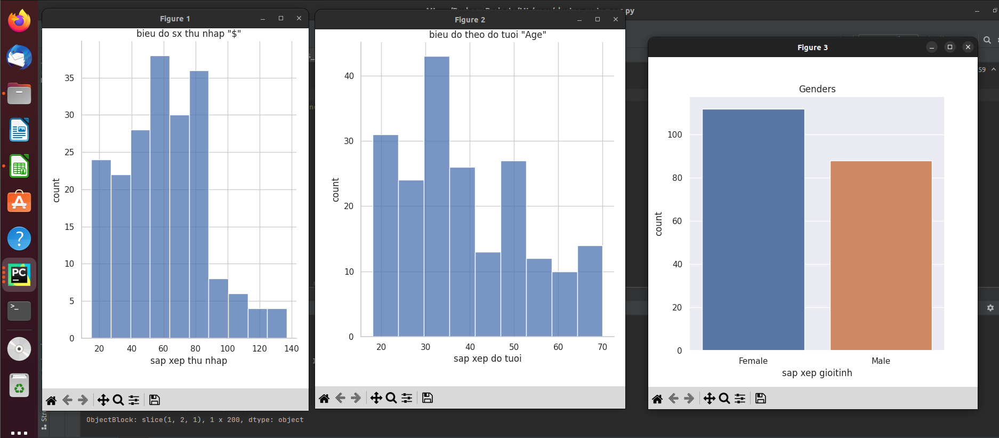 Figure 1
bieu do sx thu nhap "$"
count
35
30
25
20
15
10
5
0
20 40 60 80 100 120 140
sap xep thu nhap
Figure 2
bieu do theo do tuoi "Age"
count
40
30
20
10
0
20 30 40 50 60 70
sap xep do tuoi
.py
Figure 3
Genders
count
100
80
60
40
20
0
Female Male
sap xep gioitinh
59
PC
>_
ObjectBlock: slice(1, 2, 1), 1 x 200, dtype: object